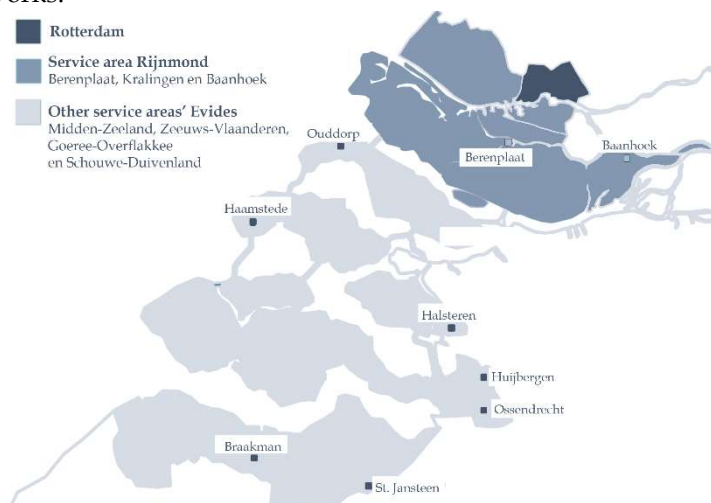 Rotterdam
Service area Rijnmond
Berenplaat, Kralingen en Baanhoek
Other service areas' Evides
Midden-Zeeland, Zeeuws-Vlaanderen,
Goeree-Overflakkee
en Schouwe-Duivenland
Ouddorp
Berenplaat
Baanhoek
Haamstede
Halsteren
Huijbergen
Ossendrecht
Braakman
St. Jansteen